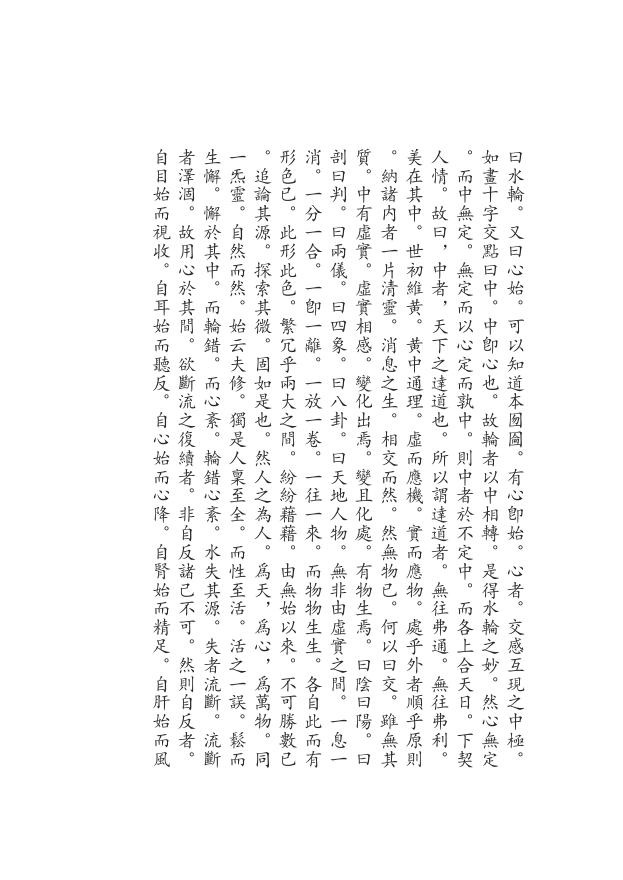 曰水輪。又曰心始。可以知道本囫圇。有心卽始。心者。交感互現之中極。
如畫十字交點曰中。中卽心也。故輪者以中相轉。是得水輪之妙。然心無定
。而中無定。無定而以心定而孰中。則中者於不定中。而各上合天日。下契
人情。故曰，中者，天下之達道也。所以謂達道者。無往弗通。無往弗利。
美在其中。世初維黄。黄中通理。虛而應機。實而應物。處乎外者順乎原則
。納諸内者一片清靈。消息之生。相交而然。然無物已。何以曰交。雖無其
質。中有虛實。虛實相感。變化出焉。變且化處。有物生焉。曰陰曰陽。曰
剖曰判。曰兩儀。曰四象。曰八卦。曰天地人物。無非由虛實之間。一息一
消。一分一合。一卽一離。一放一卷。一往一來。而物物生生。各自此而有
形色已。此形此色。繁冗乎兩大之間。紛紛藉藉。由無始以來。不可勝數已
。追論其源。探索其微。固如是也。然人之為人。爲天，爲心，爲萬物。同
一炁靈。自然而然。始云夫修。獨是人稟至全。而性至活。活之一誤。鬆而
生懈。懈於其中。而輪錯。而心紊。輪錯心紊。水失其源。失者流斷。流斷
者澤涸。故用心於其間。欲斷流之復續者。非自反諸己不可。然則自反者。
自目始而視收。自耳始而聽反。自心始而心降。自腎始而精足。自肝始而風